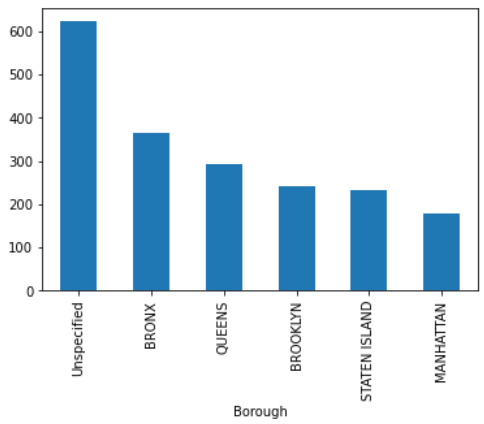 600
500
400
300
200
100
0
Unspecified
BRONX
QUEENS
BROOKLYN
STATEN ISLAND
MANHATTAN
Borough